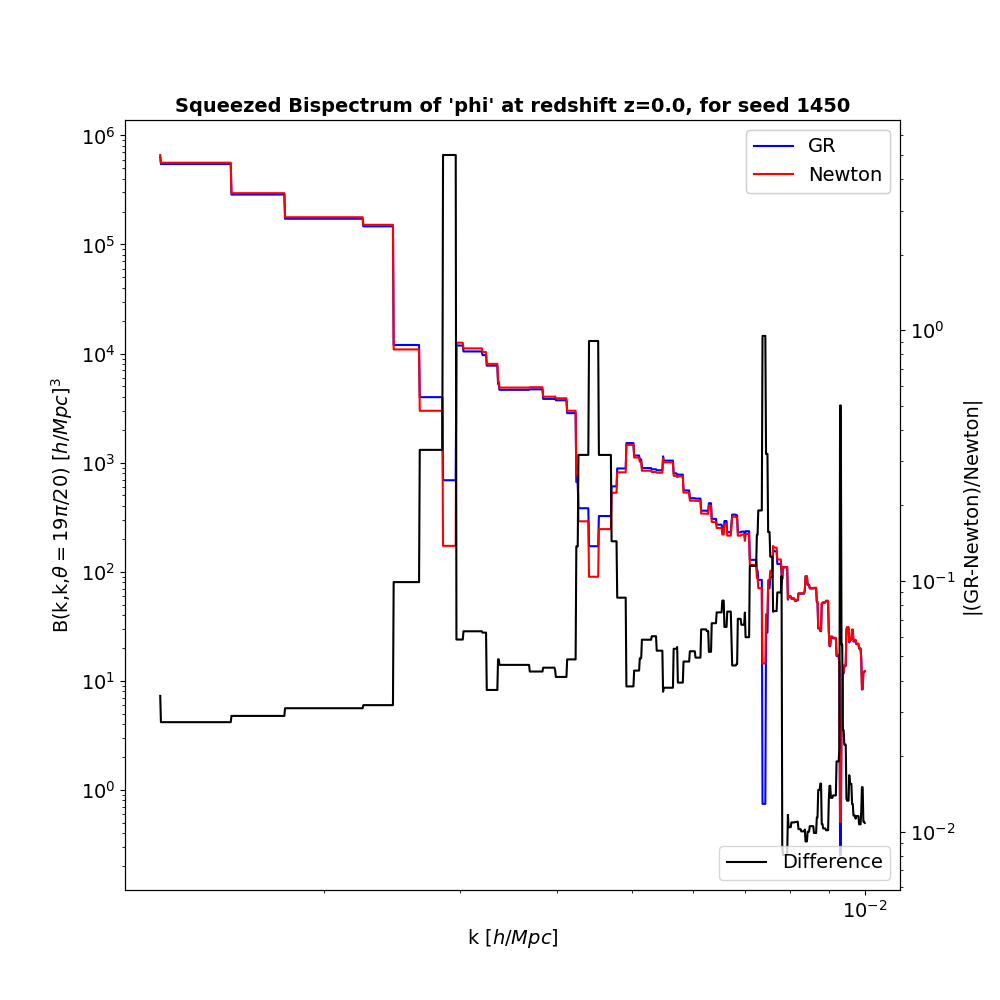 Squeezed Bispectrum of 'phi' at redshift z=0.0, for seed 1450
GR
Newton
10^6
10^5
10^4
10^3
10^2
10^1
10^0
B(k,k,θ = 19π/20) [h/Mpc]^3
10^0
10^-1
10^-2
|(GR-Newton)/Newton|
Difference
10^-2
k [h/Mpc]